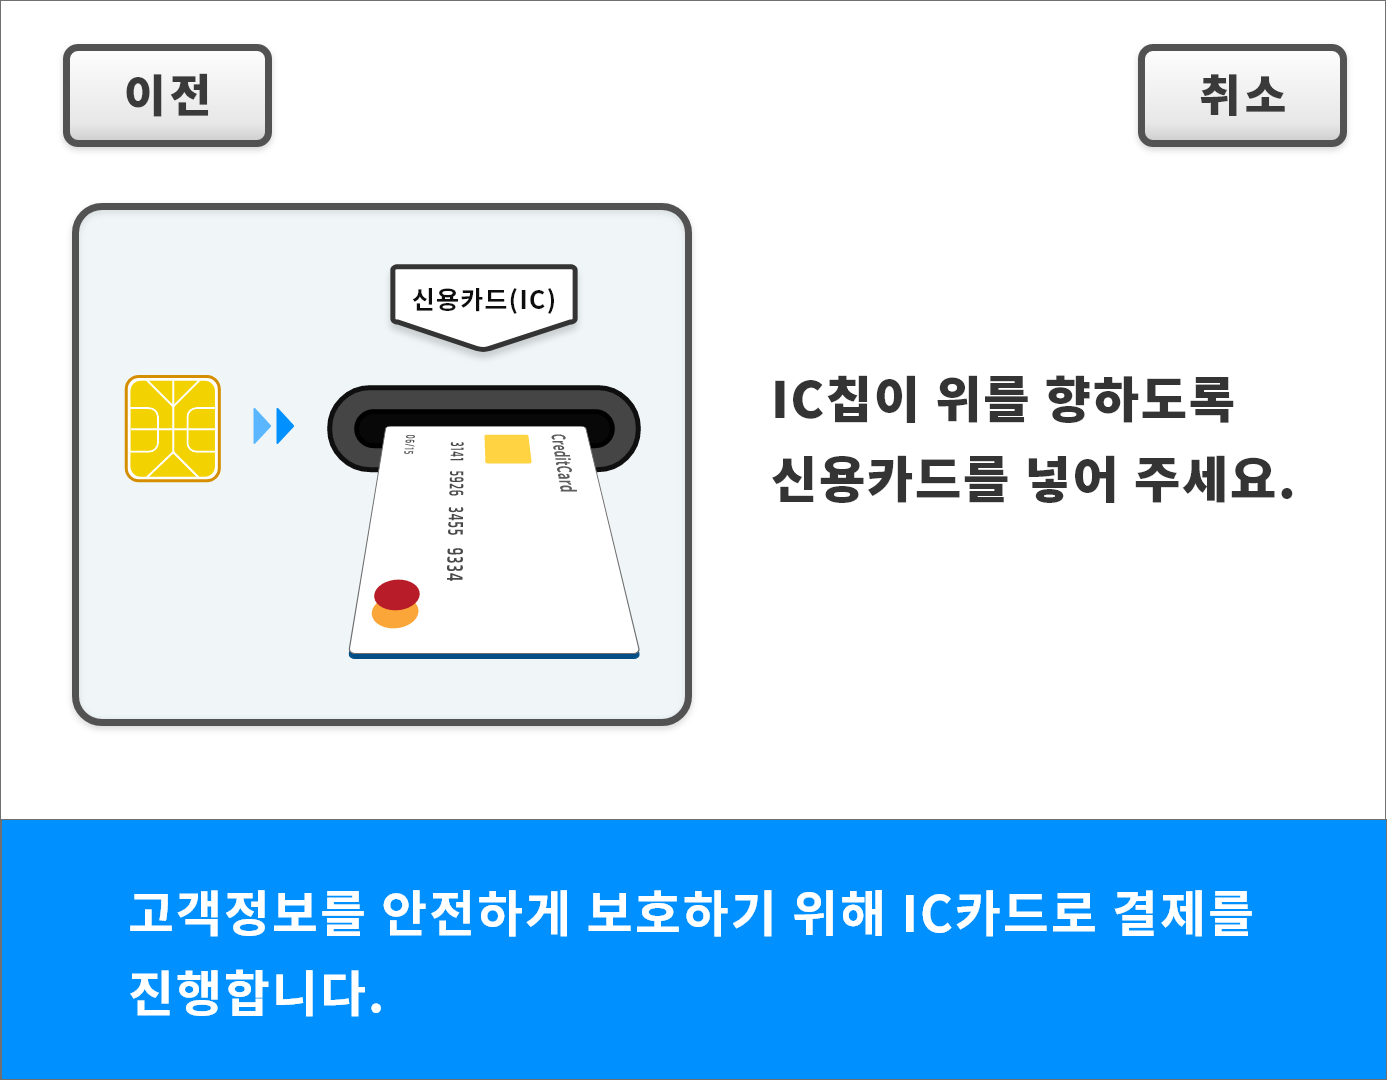 이전
취소
신용카드(IC)
CreditCard
3141 5926 3455 9334
06/15
IC칩이 위를 향하도록
신용카드를 넣어 주세요.
고객정보를 안전하게 보호하기 위해 IC카드로 결제를
진행합니다.